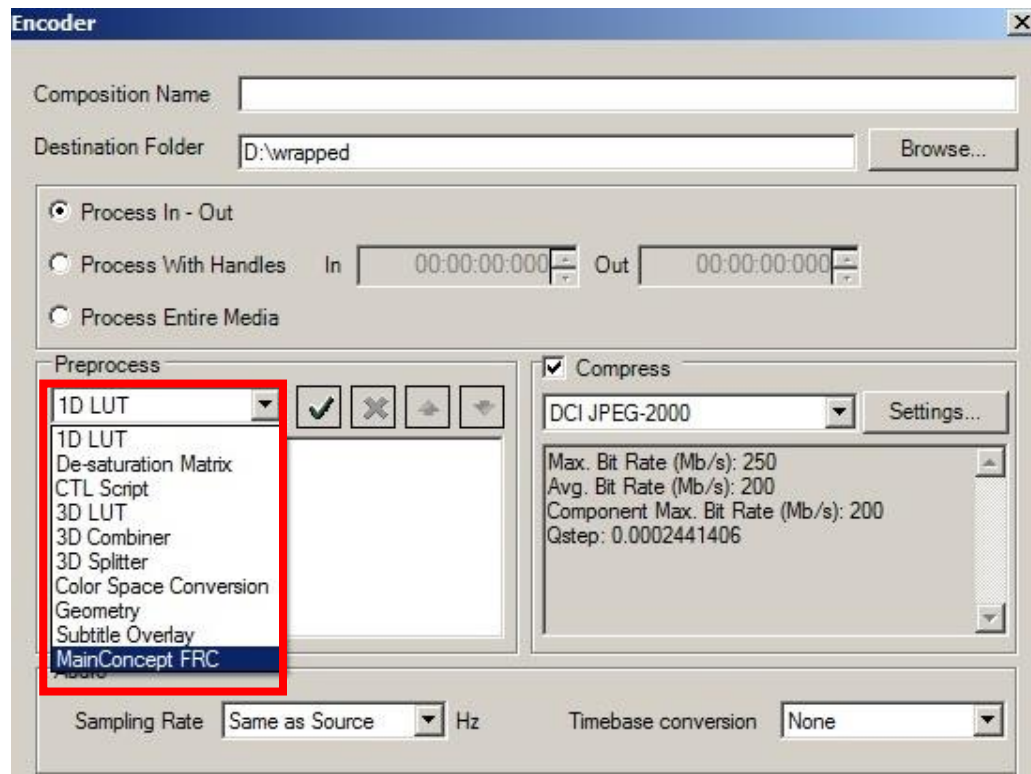 Encoder
Composition Name
Destination Folder D:\wrapped Browse...
Process In - Out
Process With Handles In 00:00:00:000 Out 00:00:00:000
Process Entire Media
Preprocess Compress
1D LUT DCI JPEG-2000 Settings...
1D LUT
De-saturation Matrix
CTL Script
3D LUT
3D Combiner
3D Splitter
Color Space Conversion
Geometry
Subtitle Overlay
MainConcept FRC
Max. Bit Rate (Mb/s): 250
Avg. Bit Rate (Mb/s): 200
Component Max. Bit Rate (Mb/s): 200
Qstep: 0.0002441406
Audio
Sampling Rate Same as Source Hz Timebase conversion None